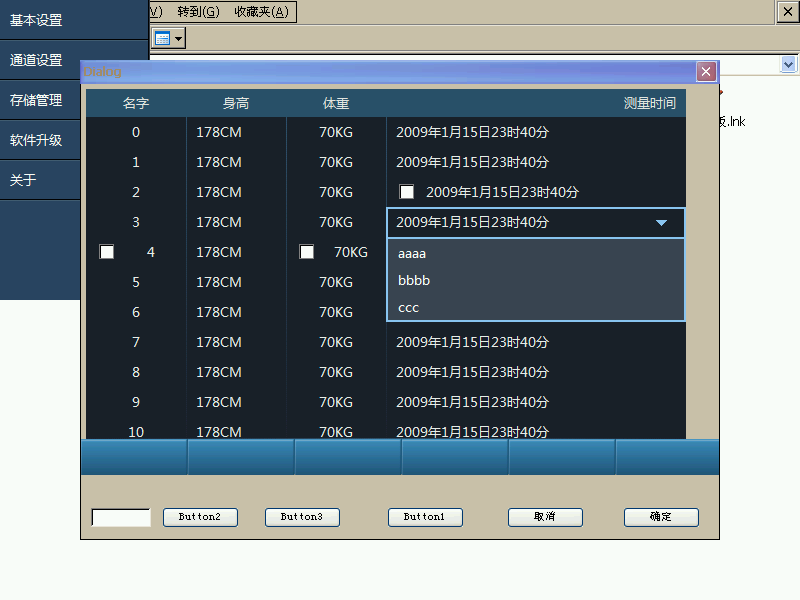 基本设置
通道设置
存储管理
软件升级
关于
V) 转到(G) 收藏夹(A)
.lnk
Dialog
名字 身高 体重 测量时间
0 178CM 70KG 2009年1月15日23时40分
1 178CM 70KG 2009年1月15日23时40分
2 178CM 70KG 2009年1月15日23时40分
3 178CM 70KG 2009年1月15日23时40分
4 178CM 70KG
aaaa
5 178CM 70KG
bbbb
6 178CM 70KG
ccc
7 178CM 70KG 2009年1月15日23时40分
8 178CM 70KG 2009年1月15日23时40分
9 178CM 70KG 2009年1月15日23时40分
10 178CM 70KG 2009年1月15日23时40分
Button2 Button3 Button1 取消 确定